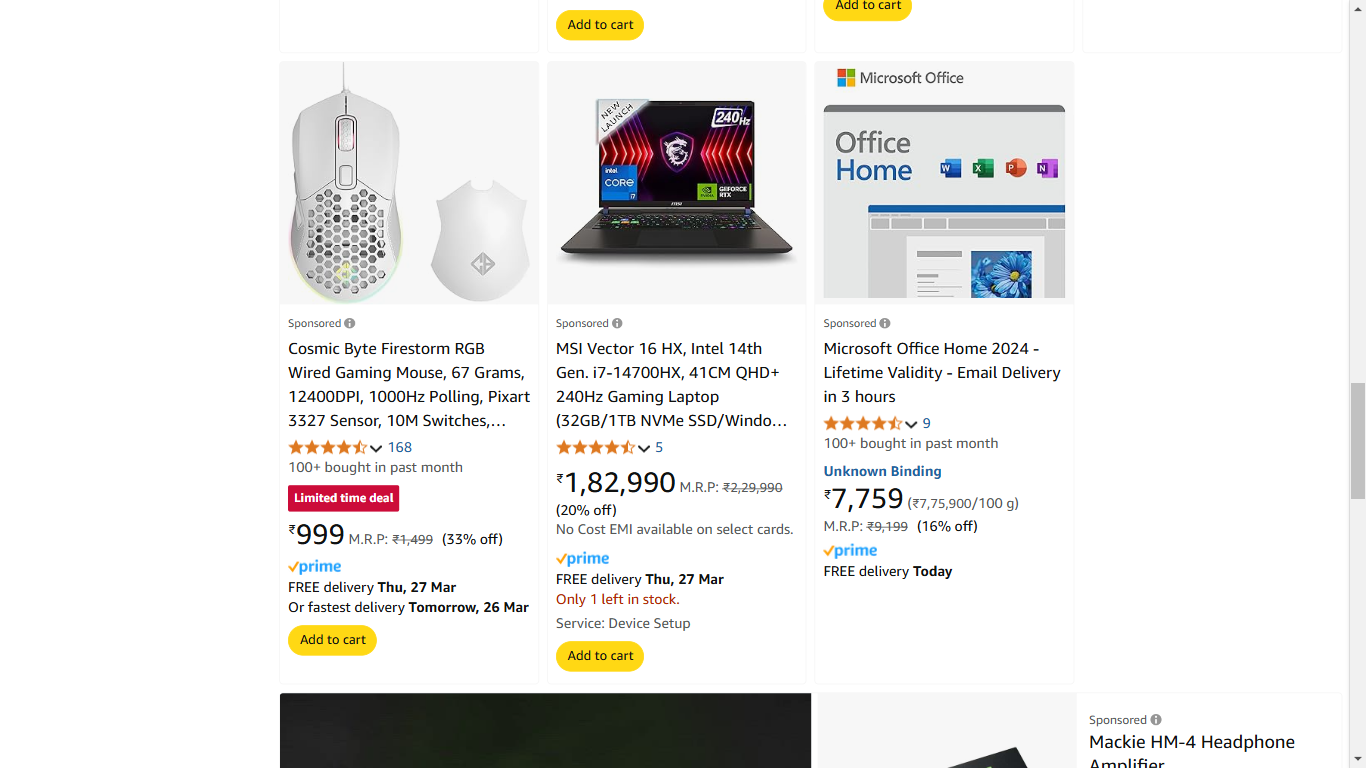 Add to cart
Add to cart
NEW LAUNCH
240Hz
intel
CORE
i7
NVIDIA
GEFORCE
RTX
msi
Microsoft Office
Office
Home
W
X
P
N
Sponsored
Cosmic Byte Firestorm RGB
Wired Gaming Mouse, 67 Grams,
12400DPI, 1000Hz Polling, Pixart
3327 Sensor, 10M Switches,…
168
100+ bought in past month
Limited time deal
₹999 M.R.P: ₹1,499 (33% off)
prime
FREE delivery Thu, 27 Mar
Or fastest delivery Tomorrow, 26 Mar
Add to cart
Sponsored
MSI Vector 16 HX, Intel 14th
Gen. i7-14700HX, 41CM QHD+
240Hz Gaming Laptop
(32GB/1TB NVMe SSD/Windo…
5
₹1,82,990 M.R.P: ₹2,29,990
(20% off)
No Cost EMI available on select cards.
prime
FREE delivery Thu, 27 Mar
Only 1 left in stock.
Service: Device Setup
Add to cart
Sponsored
Microsoft Office Home 2024 -
Lifetime Validity - Email Delivery
in 3 hours
9
100+ bought in past month
Unknown Binding
₹7,759 (₹7,75,900/100 g)
M.R.P: ₹9,199 (16% off)
prime
FREE delivery Today
Sponsored
Mackie HM-4 Headphone
Amplifier